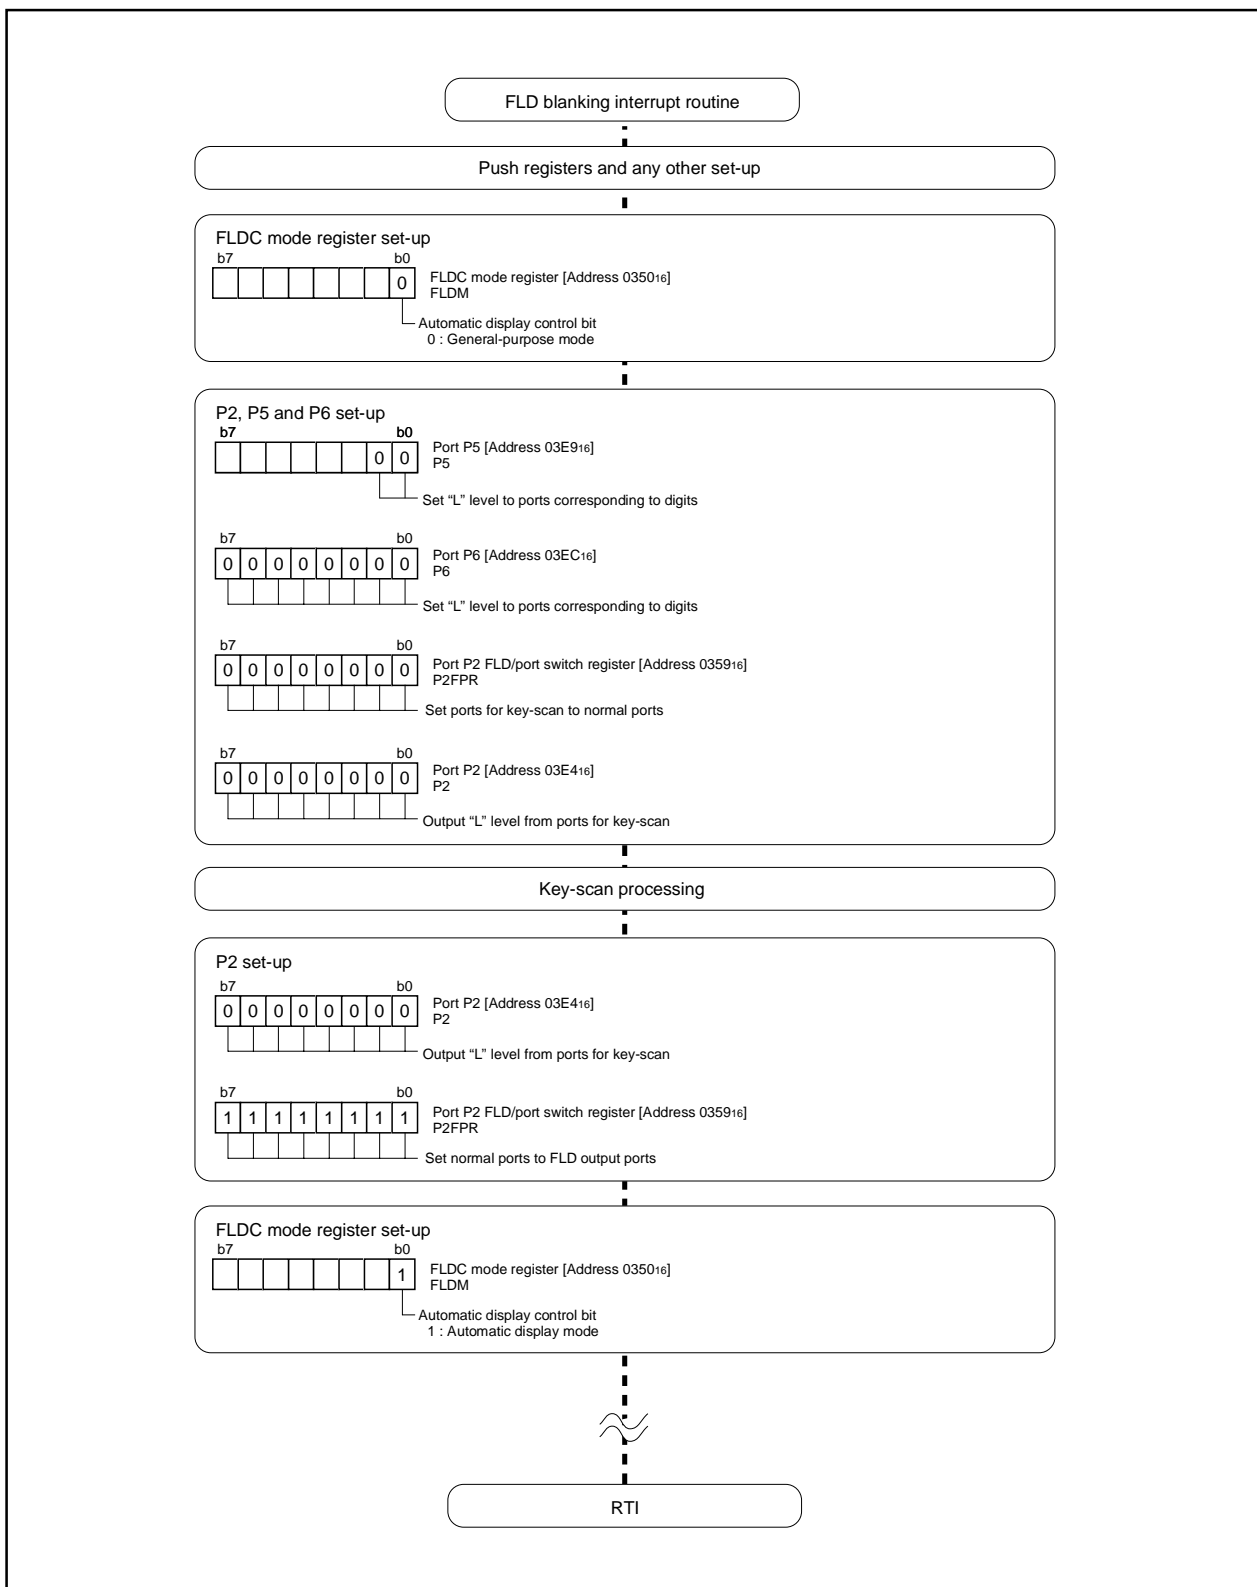 FLD blanking interrupt routine
Push registers and any other set-up
FLDC mode register set-up
b7 b0
0
FLDC mode register [Address 035016]
FLDM
Automatic display control bit
0 : General-purpose mode
P2, P5 and P6 set-up
b7 b0
0 0
Port P5 [Address 03E916]
P5
Set “L” level to ports corresponding to digits
b7 b0
0 0 0 0 0 0 0 0
Port P6 [Address 03EC16]
P6
Set “L” level to ports corresponding to digits
b7 b0
0 0 0 0 0 0 0 0
Port P2 FLD/port switch register [Address 035916]
P2FPR
Set ports for key-scan to normal ports
b7 b0
0 0 0 0 0 0 0 0
Port P2 [Address 03E416]
P2
Output “L” level from ports for key-scan
Key-scan processing
P2 set-up
b7 b0
0 0 0 0 0 0 0 0
Port P2 [Address 03E416]
P2
Output “L” level from ports for key-scan
b7 b0
1 1 1 1 1 1 1 1
Port P2 FLD/port switch register [Address 035916]
P2FPR
Set normal ports to FLD output ports
FLDC mode register set-up
b7 b0
1
FLDC mode register [Address 035016]
FLDM
Automatic display control bit
1 : Automatic display mode
RTI